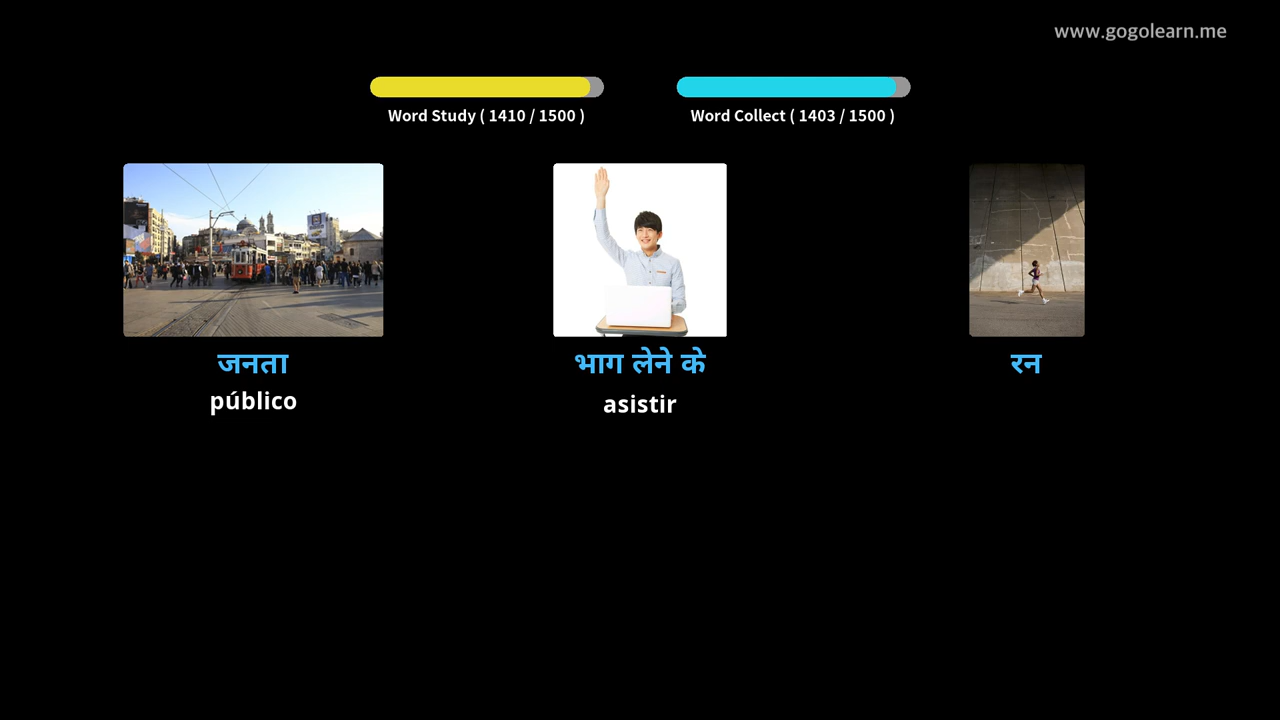 www.gogolearn.me
Word Study ( 1410 / 1500 )
Word Collect ( 1403 / 1500 )
जनता
público
भाग लेने के
asistir
रन